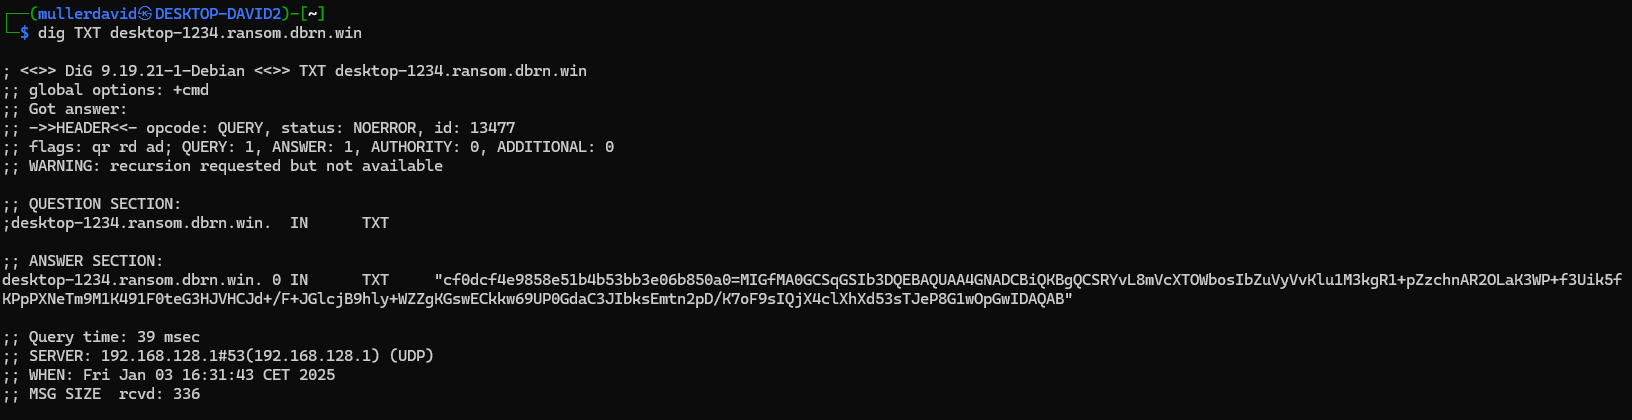 ┌──(mullerdavid㉿DESKTOP-DAVID2)-[~]
└─$ dig TXT desktop-1234.ransom.dbrn.win
; <<>> DiG 9.19.21-1-Debian <<>> TXT desktop-1234.ransom.dbrn.win
;; global options: +cmd
;; Got answer:
;; ->>HEADER<<- opcode: QUERY, status: NOERROR, id: 13477
;; flags: qr rd ad; QUERY: 1, ANSWER: 1, AUTHORITY: 0, ADDITIONAL: 0
;; WARNING: recursion requested but not available
;; QUESTION SECTION:
;desktop-1234.ransom.dbrn.win. IN TXT
;; ANSWER SECTION:
desktop-1234.ransom.dbrn.win. 0 IN TXT "cf0dcf4e9858e51b4b53bb3e06b850a0=MIGfMA0GCSqGSIb3DQEBAQUAA4GNADCBiQKBgQCSRYvL8mVcXTOWbosIbZuVyVvKlu1M3kgR1+pZzchnAR2OLaK3WP+f3Uik5f
KPpPXNeTm9M1K491F0teG3HJVHCJd+/F+JGlcjB9hly+WZZgKGswECkkw69UP0GdaC3JIbksEmtn2pD/K7oF9sIQjX4clXhXd53sTJeP8G1wOpGwIDAQAB"
;; Query time: 39 msec
;; SERVER: 192.168.128.1#53(192.168.128.1) (UDP)
;; WHEN: Fri Jan 03 16:31:43 CET 2025
;; MSG SIZE rcvd: 336